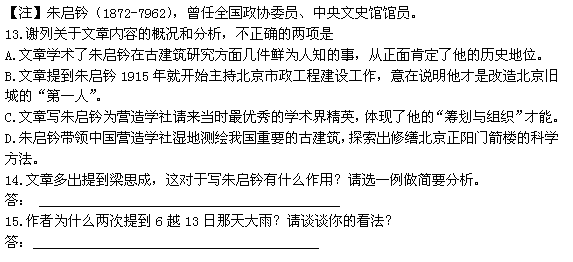 【注】朱启钤（1872-7962），曾任全国政协委员、中央文史馆馆员。
13.谢列关于文章内容的概况和分析，不正确的两项是
A.文章学术了朱启钤在古建筑研究方面几件鲜为人知的事，从正面肯定了他的历史地位。
B.文章提到朱启钤 1915 年就开始主持北京市政工程建设工作，意在说明他才是改造北京旧
城的“第一人”。
C.文章写朱启钤为营造学社请来当时最优秀的学术界精英，体现了他的“筹划与组织”才能。
D.朱启钤带领中国营造学社湿地测绘我国重要的古建筑，探索出修缮北京正阳门箭楼的科学
方法。
14.文章多出提到梁思成，这对于写朱启钤有什么作用？请选一例做简要分析。
答：
15.作者为什么两次提到 6 越 13 日那天大雨？请谈谈你的看法？
答：